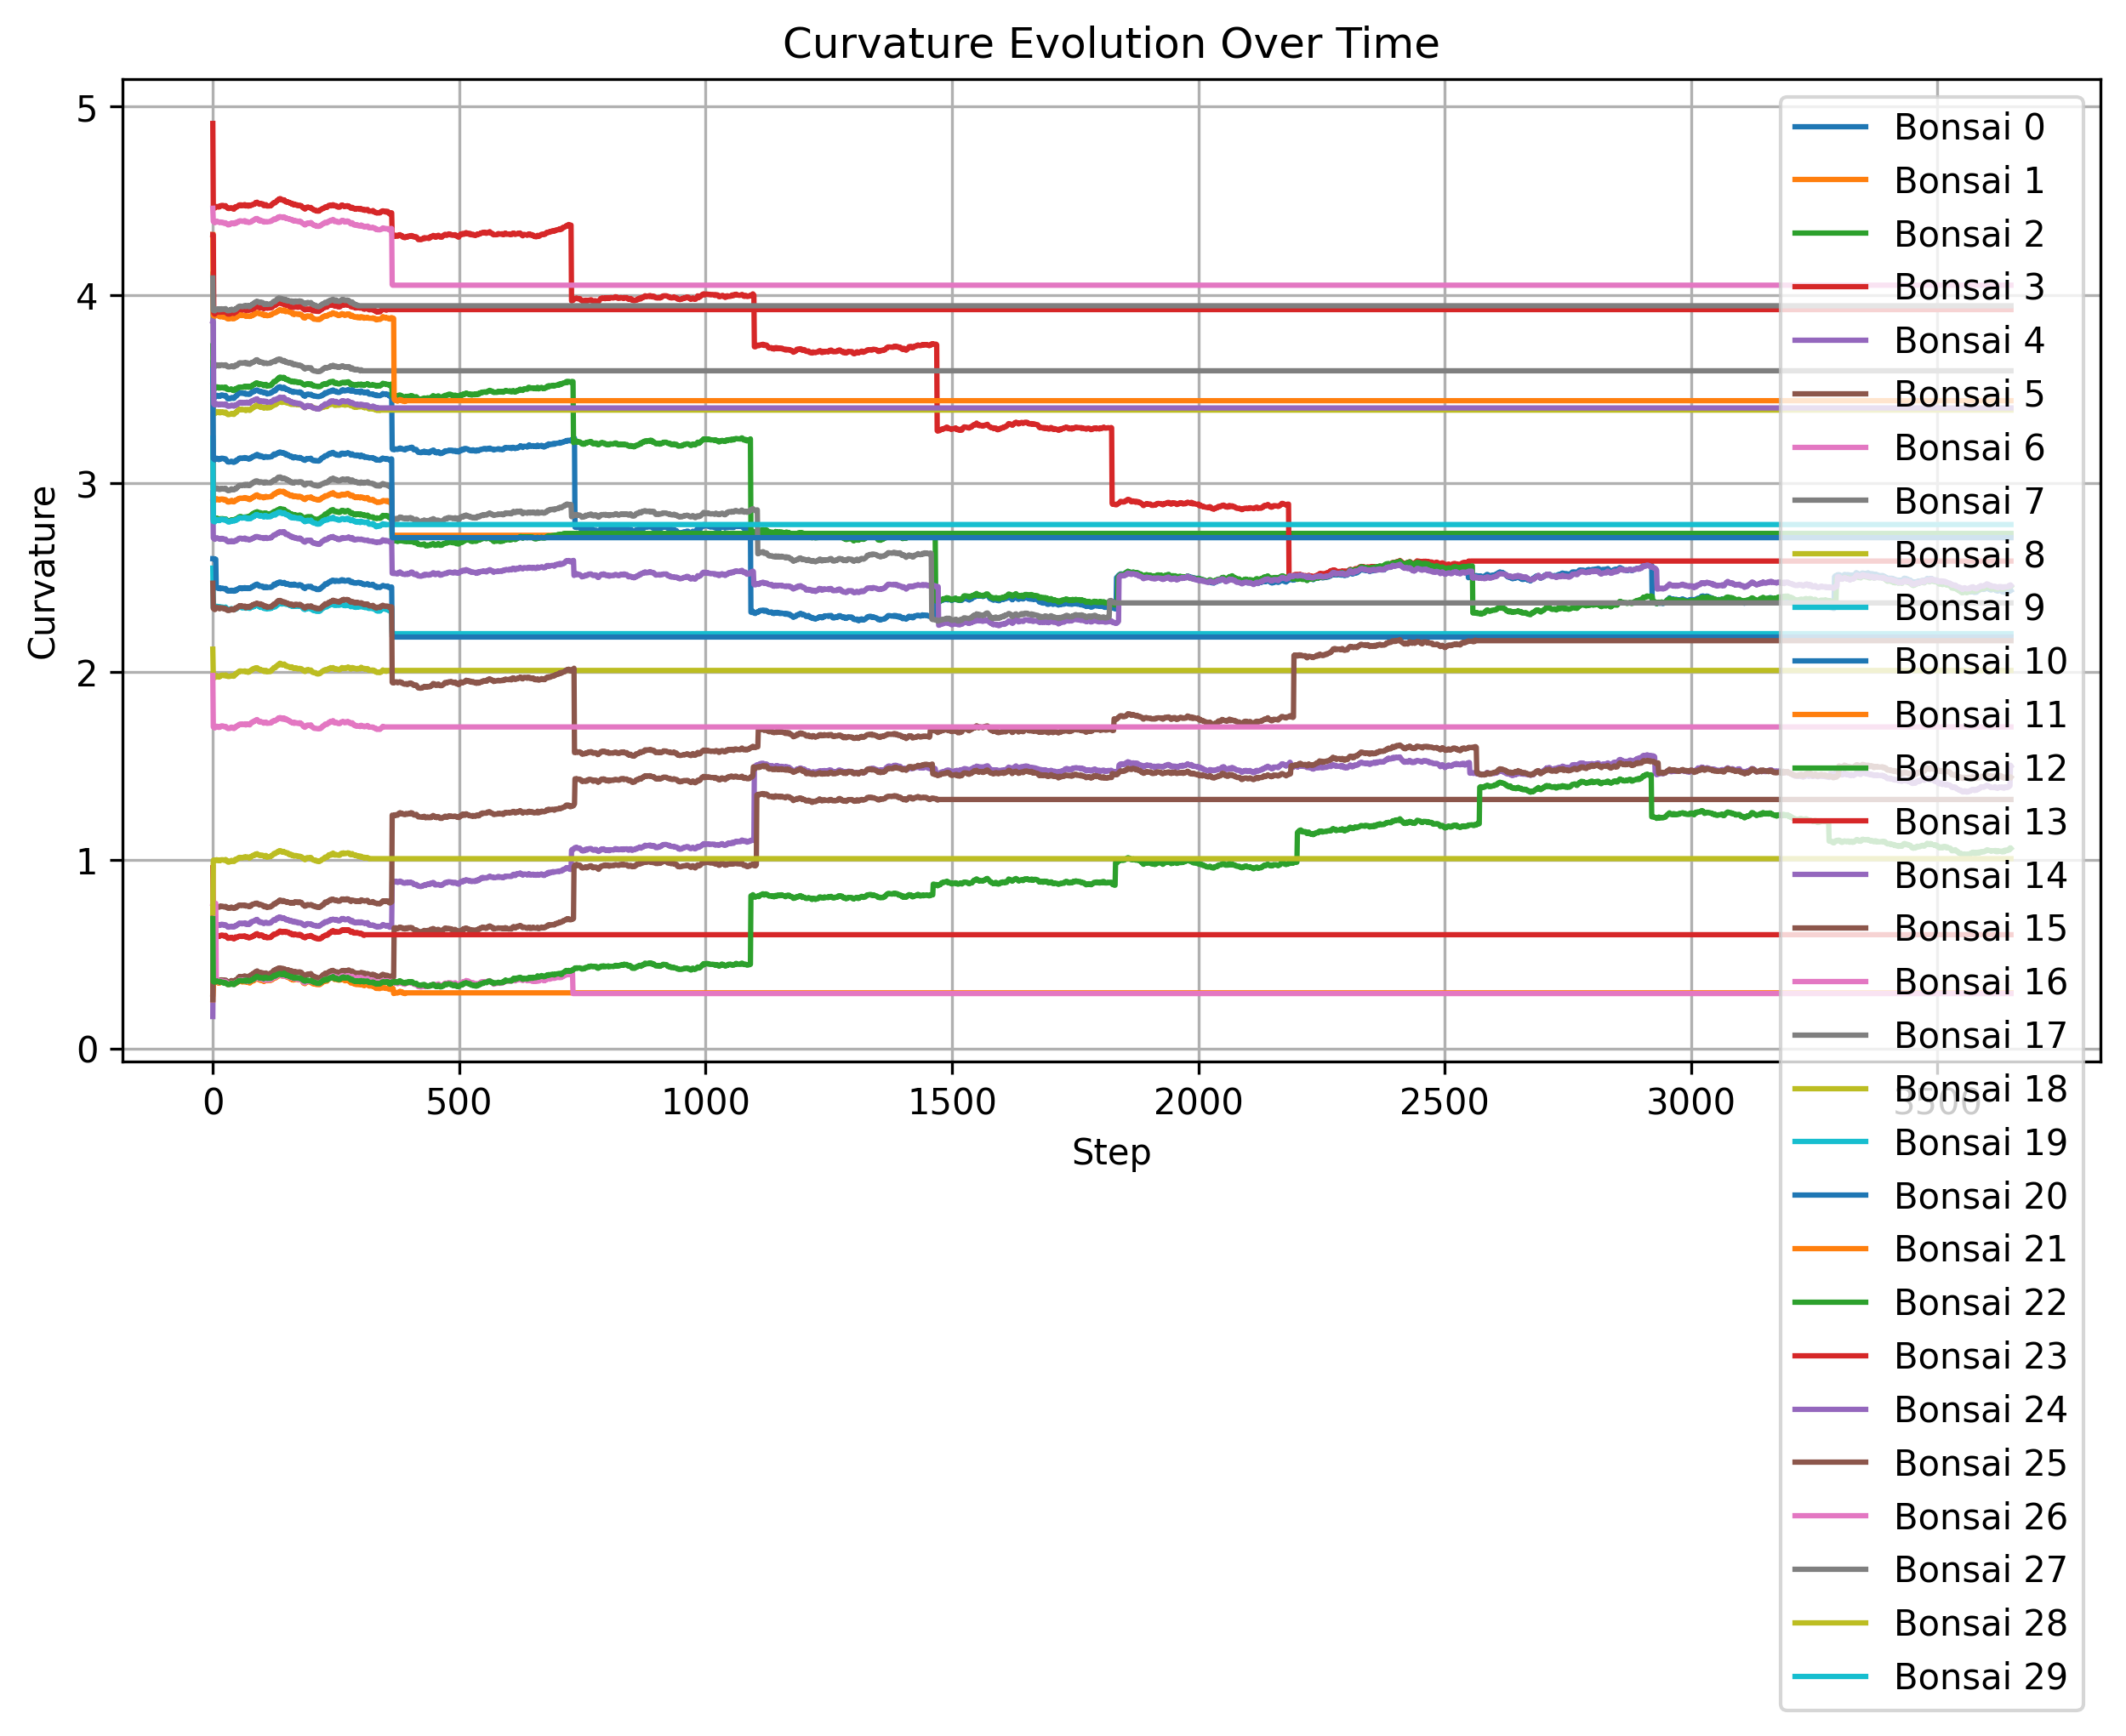 Curvature Evolution Over Time
5
4
3
2
1
0
Curvature
0 500 1000 1500 2000 2500 3000 3500
Step
Bonsai 0
Bonsai 1
Bonsai 2
Bonsai 3
Bonsai 4
Bonsai 5
Bonsai 6
Bonsai 7
Bonsai 8
Bonsai 9
Bonsai 10
Bonsai 11
Bonsai 12
Bonsai 13
Bonsai 14
Bonsai 15
Bonsai 16
Bonsai 17
Bonsai 18
Bonsai 19
Bonsai 20
Bonsai 21
Bonsai 22
Bonsai 23
Bonsai 24
Bonsai 25
Bonsai 26
Bonsai 27
Bonsai 28
Bonsai 29